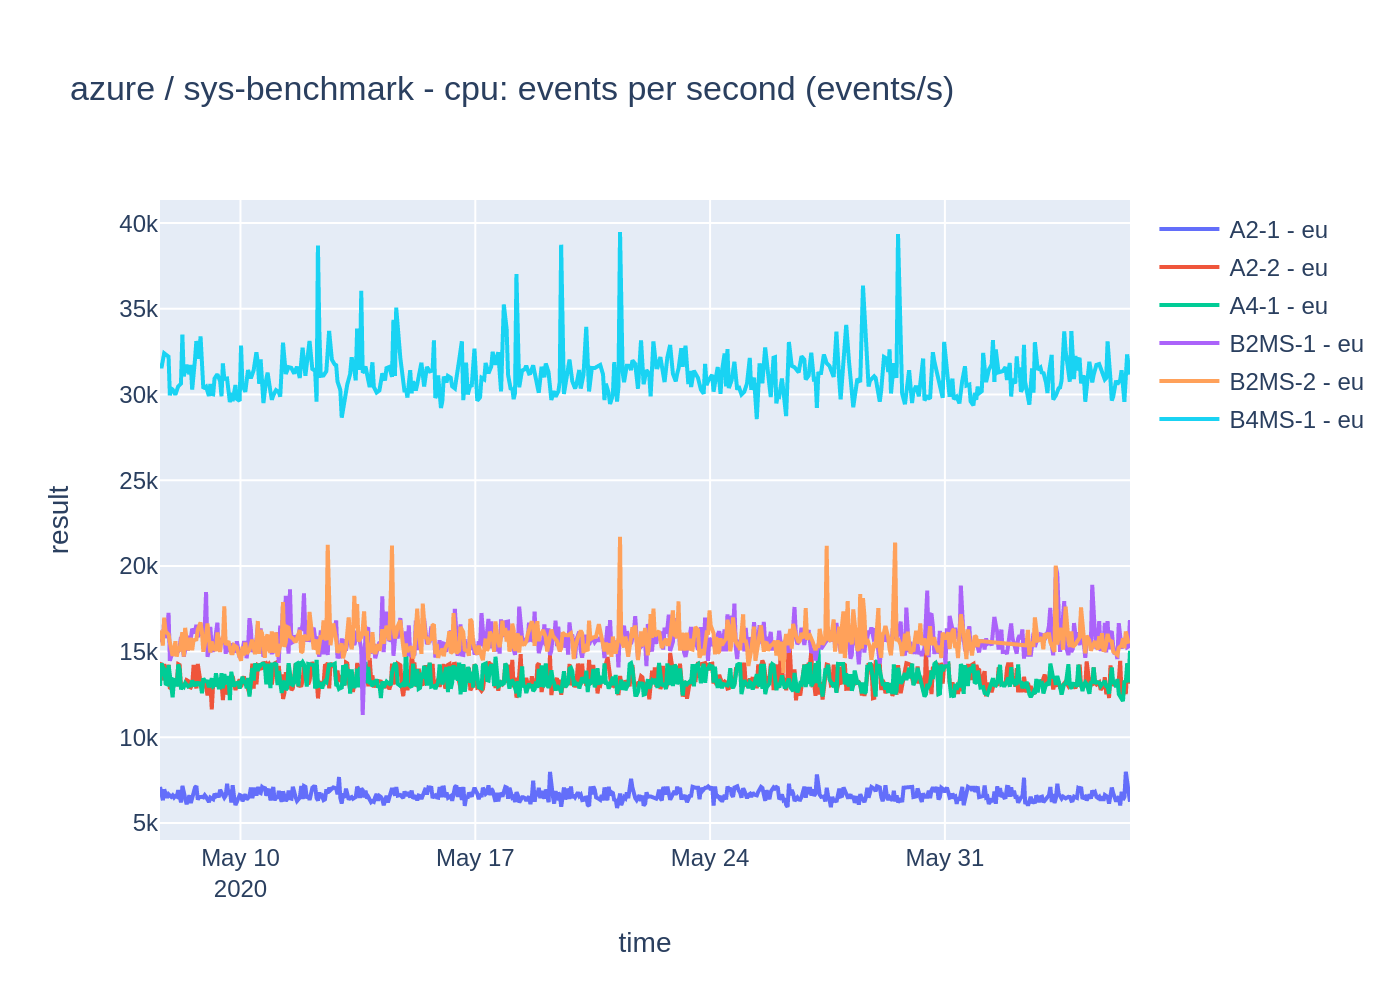 azure / sys-benchmark - cpu: events per second (events/s)
40k
35k
30k
25k
20k
15k
10k
5k
result
May 10
2020
May 17
May 24
May 31
time
A2-1 - eu
A2-2 - eu
A4-1 - eu
B2MS-1 - eu
B2MS-2 - eu
B4MS-1 - eu